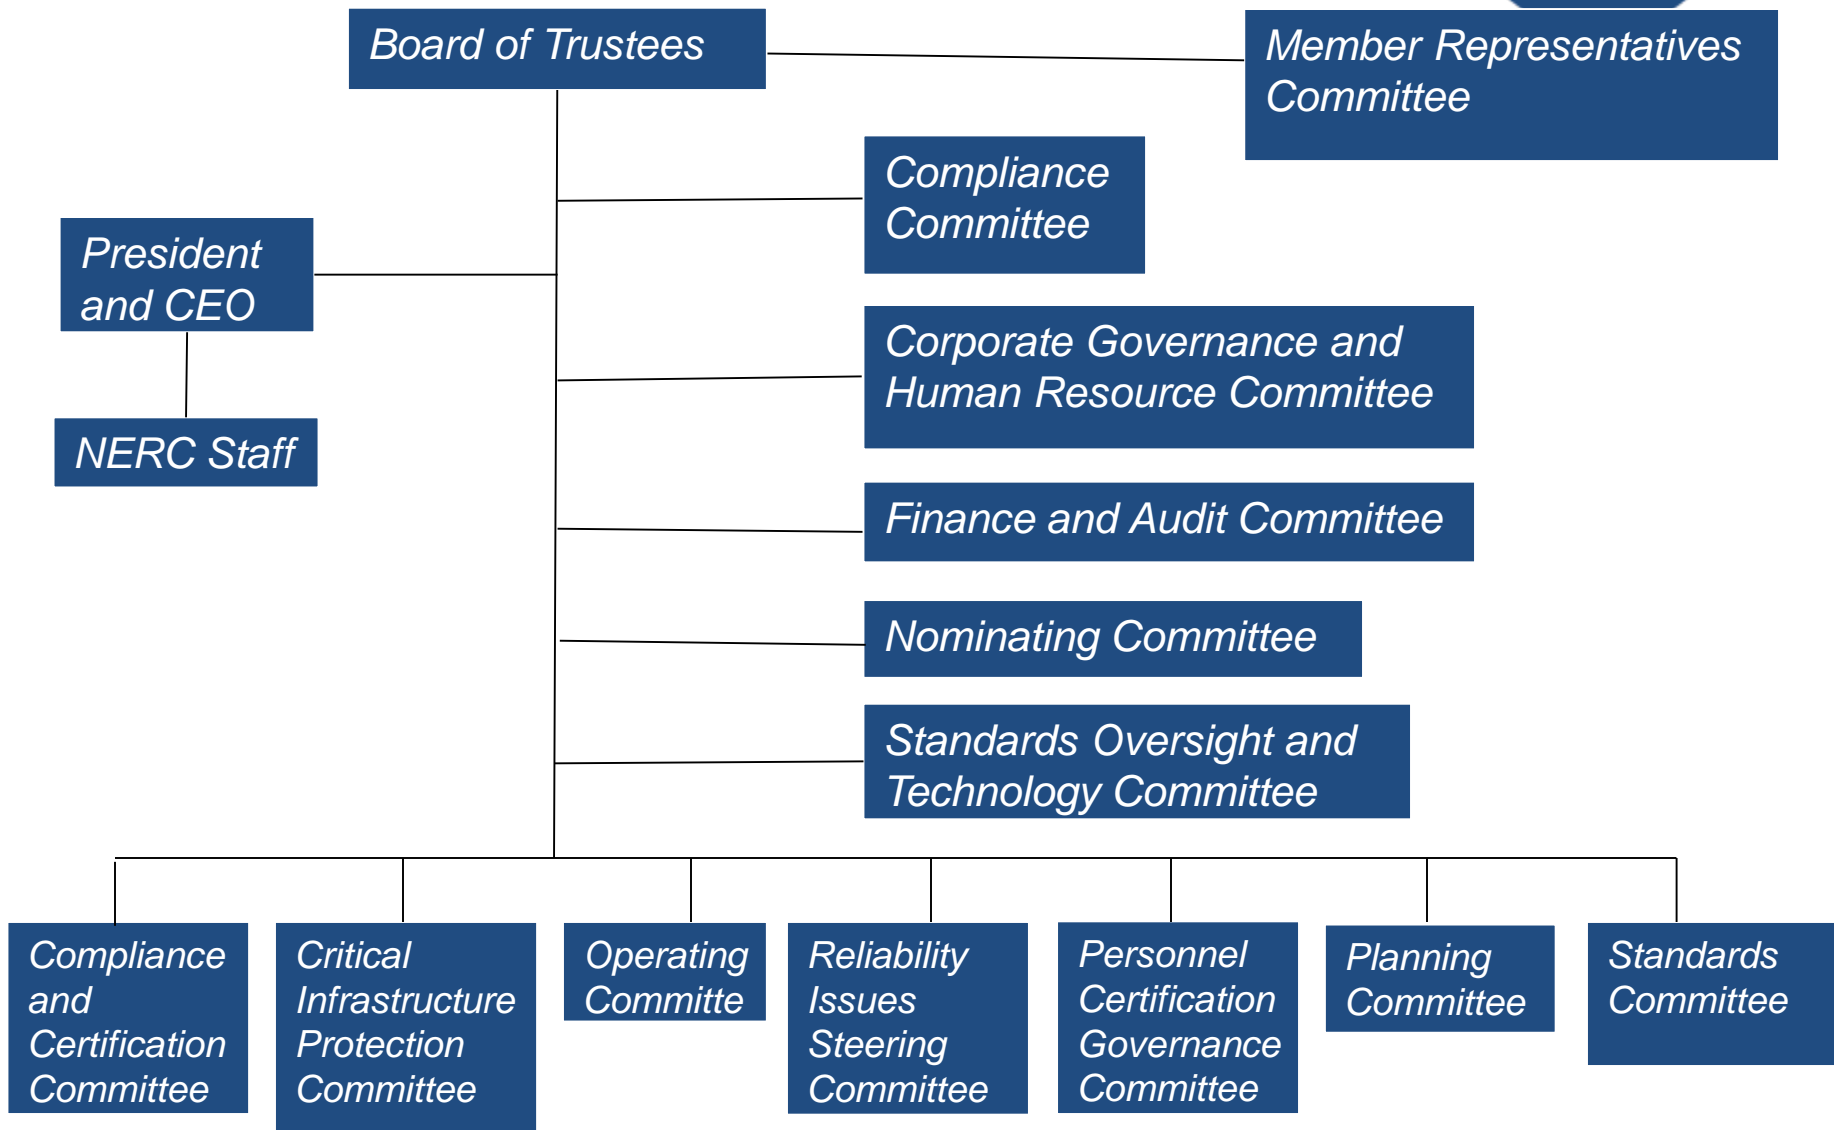 Board of Trustees
Member Representatives
Committee
Compliance
Committee
President
and CEO
Corporate Governance and
Human Resource Committee
NERC Staff
Finance and Audit Committee
Nominating Committee
Standards Oversight and
Technology Committee
Compliance
and
Certification
Committee
Critical
Infrastructure
Protection
Committee
Operating
Committe
Reliability
Issues
Steering
Committee
Personnel
Certification
Governance
Committee
Planning
Committee
Standards
Committee